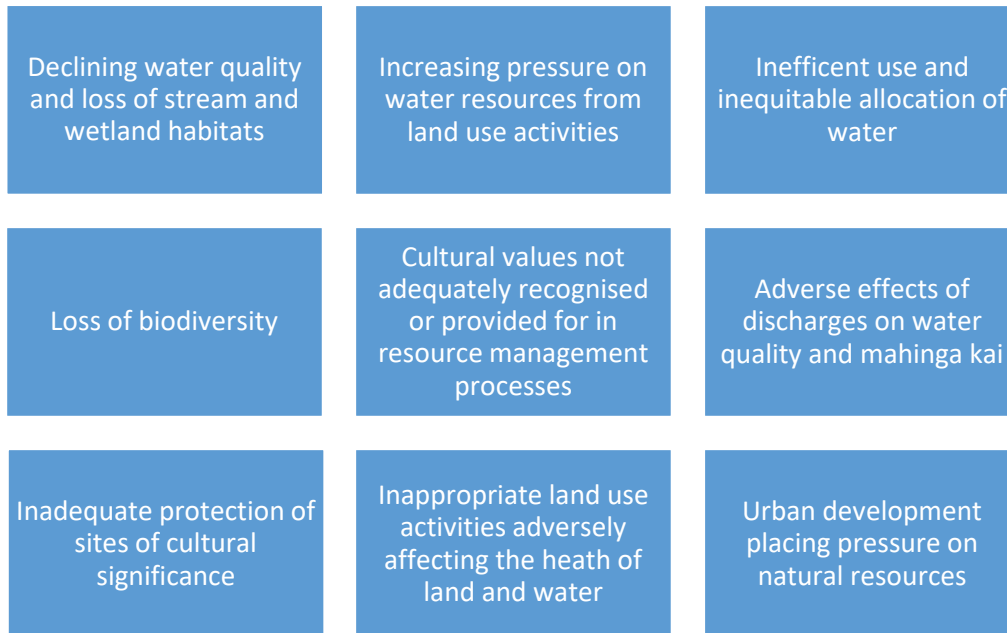 Declining water quality
and loss of stream and
wetland habitats
Increasing pressure on
water resources from
land use activities
Inefficent use and
inequitable allocation of
water
Loss of biodiversity
Cultural values not
adequately recognised
or provided for in
resource management
processes
Adverse effects of
discharges on water
quality and mahinga kai
Inadequate protection of
sites of cultural
significance
Inappropriate land use
activities adversely
affecting the heath of
land and water
Urban development
placing pressure on
natural resources